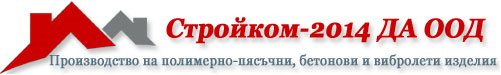 Стройком-2014 ДА ООД
Производство на полимерно-пясъчни, бетонови и вибролети изделия